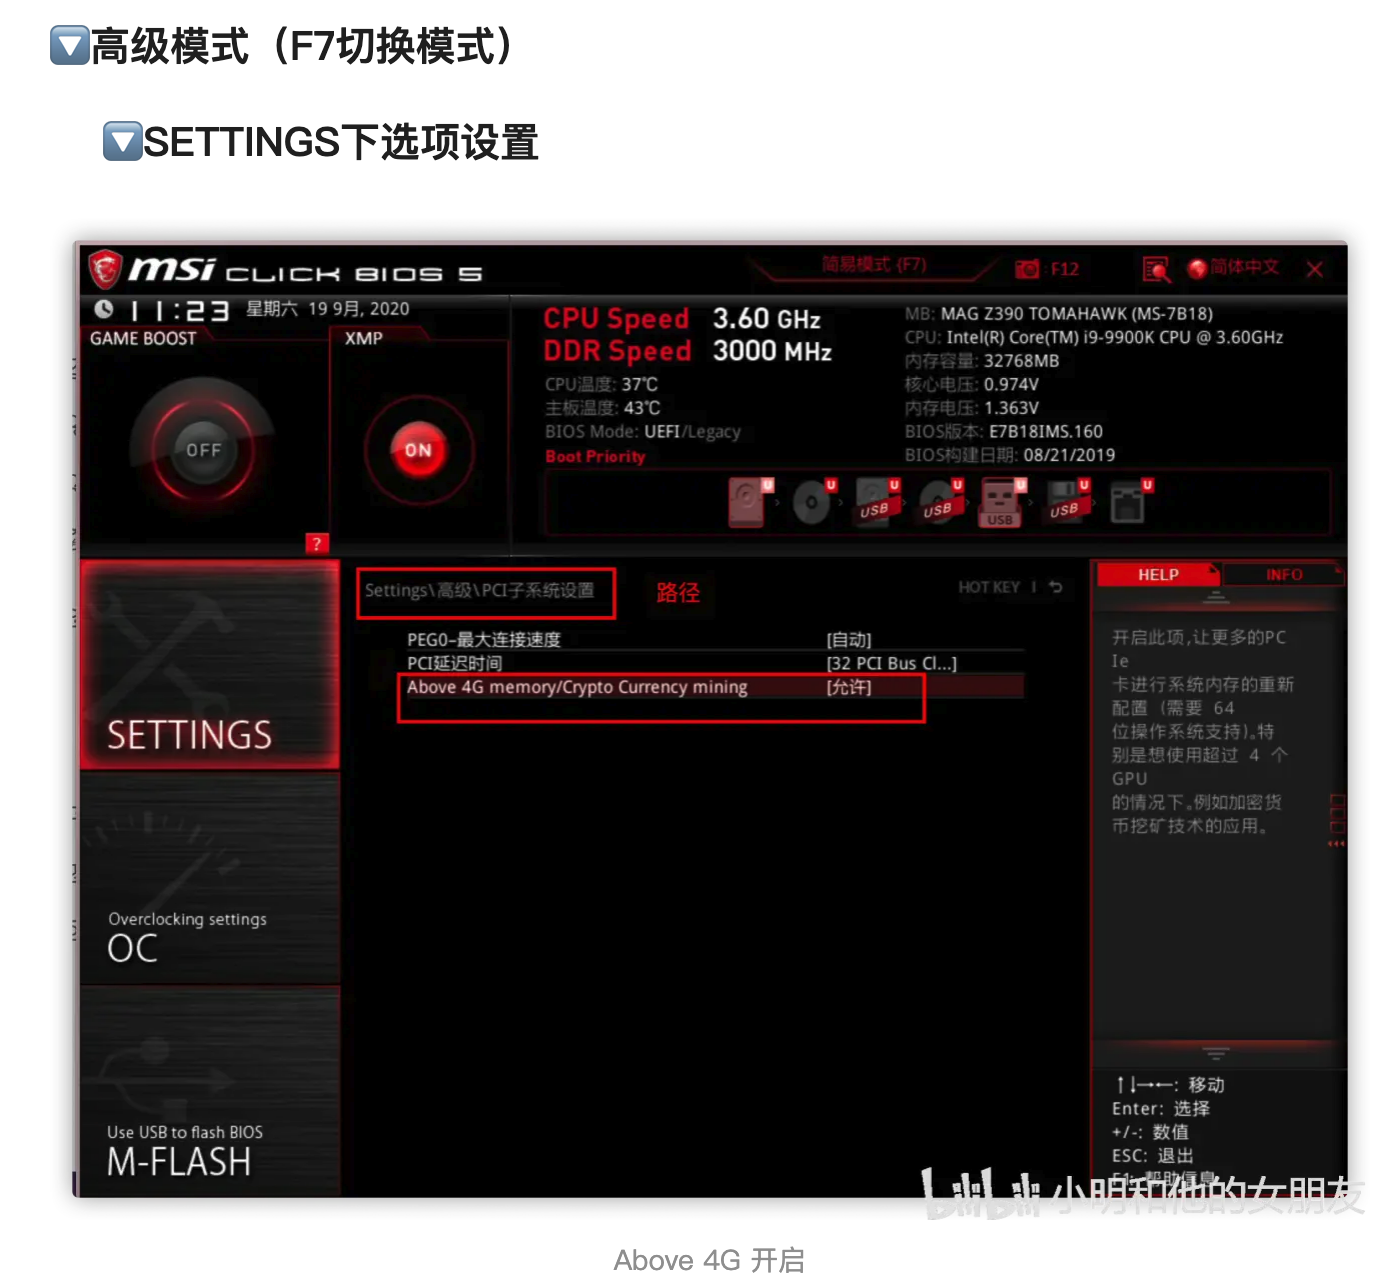 高级模式（F7切换模式）
SETTINGS下选项设置
msi CLICK BIOS 5
简易模式 (F7)
F12
简体中文
11:23 星期六 19 9月, 2020
GAME BOOST
XMP
OFF
ON
?
CPU Speed 3.60 GHz
DDR Speed 3000 MHz
CPU温度: 37℃
主板温度: 43℃
BIOS Mode: UEFI/Legacy
Boot Priority
MB: MAG Z390 TOMAHAWK (MS-7B18)
CPU: Intel(R) Core(TM) i9-9900K CPU @ 3.60GHz
内存容量: 32768MB
核心电压: 0.974V
内存电压: 1.363V
BIOS版本: E7B18IMS.160
BIOS构建日期: 08/21/2019
U U U U U U U
USB USB USB USB
SETTINGS
Overclocking settings
OC
Use USB to flash BIOS
M-FLASH
Settings\高级\PCI子系统设置
路径
HOT KEY
PEG0-最大连接速度 [自动]
PCI延迟时间 [32 PCI Bus Cl...]
Above 4G memory/Crypto Currency mining [允许]
HELP
INFO
开启此项,让更多的PC
Ie
卡进行系统内存的重新
配置（需要 64
位操作系统支持）。特
别是想使用超过 4 个
GPU
的情况下。例如加密货
币挖矿技术的应用。
↑↓→←: 移动
Enter: 选择
+/-: 数值
ESC: 退出
F1: 帮助信息
bilibili 小明和他的女朋友
Above 4G 开启